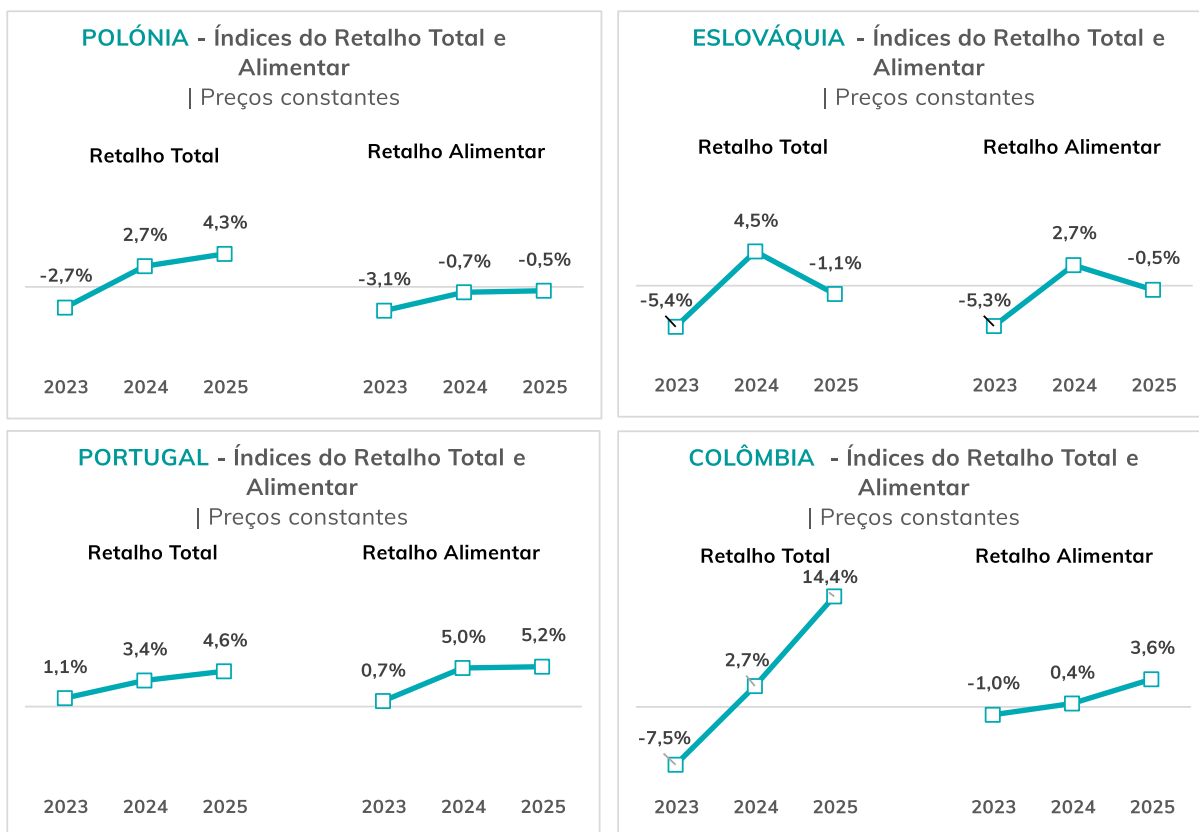 POLÓNIA - Índices do Retalho Total e
Alimentar
| Preços constantes
Retalho Total
Retalho Alimentar
-2,7%
2,7%
4,3%
-3,1%
-0,7%
-0,5%
2023
2024
2025
2023
2024
2025
ESLOVÁQUIA - Índices do Retalho Total e
Alimentar
| Preços constantes
Retalho Total
Retalho Alimentar
-5,4%
4,5%
-1,1%
-5,3%
2,7%
-0,5%
2023
2024
2025
2023
2024
2025
PORTUGAL - Índices do Retalho Total e
Alimentar
| Preços constantes
Retalho Total
Retalho Alimentar
1,1%
3,4%
4,6%
0,7%
5,0%
5,2%
2023
2024
2025
2023
2024
2025
COLÔMBIA - Índices do Retalho Total e
Alimentar
| Preços constantes
Retalho Total
Retalho Alimentar
-7,5%
2,7%
14,4%
-1,0%
0,4%
3,6%
2023
2024
2025
2023
2024
2025